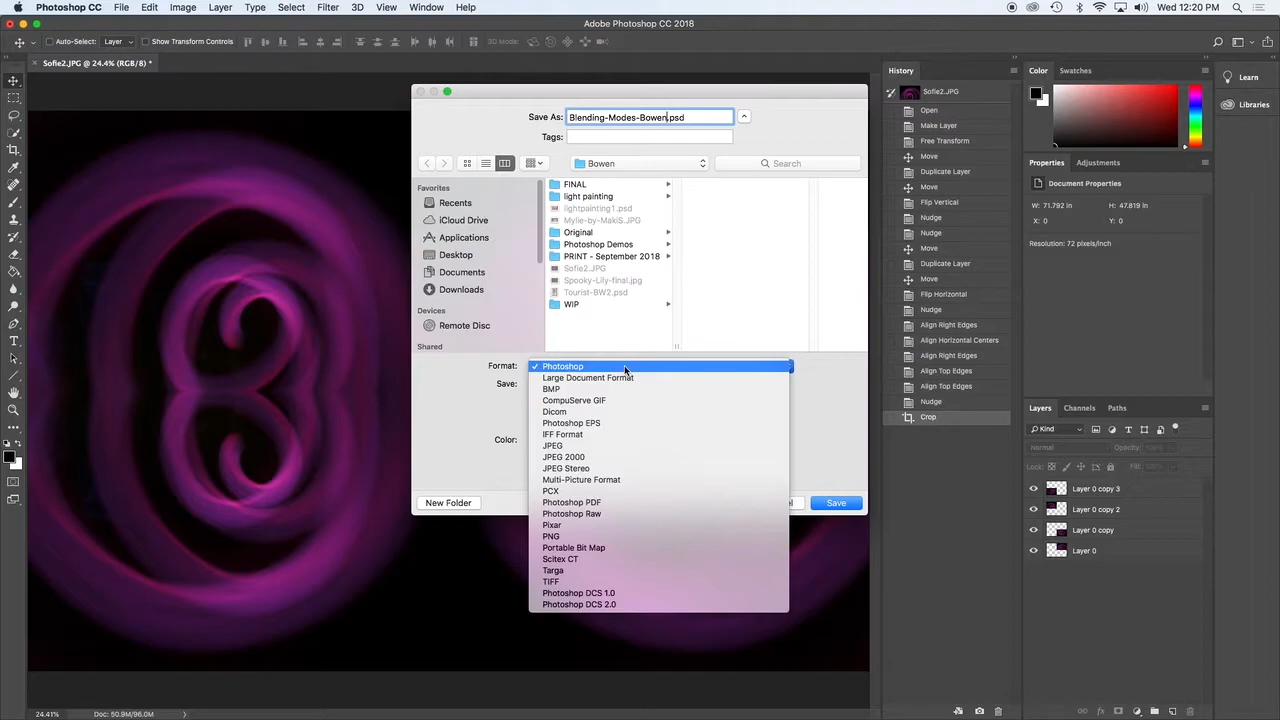 Photoshop CC File Edit Image Layer Type Select Filter 3D View Window Help Wed 12:20 PM
Adobe Photoshop CC 2018
Auto-Select: Layer Show Transform Controls 3D Mode:
Sofie2.JPG @ 24.4% (RGB/8) *
Save As: Blending-Modes-Bowen.psd
Tags:
Bowen Search
Favorites
Recents
iCloud Drive
Applications
Desktop
Documents
Downloads
Devices
Remote Disc
Shared
FINAL
light painting
lightpainting1.psd
Mylie-by-MakiS.JPG
Original
Photoshop Demos
PRINT - September 2018
Sofie2.JPG
Spooky-Lily-final.jpg
Tourist-BW2.psd
WIP
Format:
Save:
Color:
Photoshop
Large Document Format
BMP
CompuServe GIF
Dicom
Photoshop EPS
IFF Format
JPEG
JPEG 2000
JPEG Stereo
Multi-Picture Format
PCX
Photoshop PDF
Photoshop Raw
Pixar
PNG
Portable Bit Map
Scitex CT
Targa
TIFF
Photoshop DCS 1.0
Photoshop DCS 2.0
New Folder
Save
History
Sofie2.JPG
Open
Make Layer
Free Transform
Move
Duplicate Layer
Move
Flip Vertical
Nudge
Nudge
Move
Duplicate Layer
Move
Flip Horizontal
Nudge
Align Right Edges
Align Horizontal Centers
Align Right Edges
Align Top Edges
Align Top Edges
Nudge
Crop
Color Swatches
Learn
Libraries
Properties Adjustments
Document Properties
W: 71.792 in H: 47.819 in
X: 0 Y: 0
Resolution: 72 pixels/inch
Layers Channels Paths
Kind
Normal Opacity:
Lock: Fill:
Layer 0 copy 3
Layer 0 copy 2
Layer 0 copy
Layer 0
24.41% Doc: 50.9M/96.0M